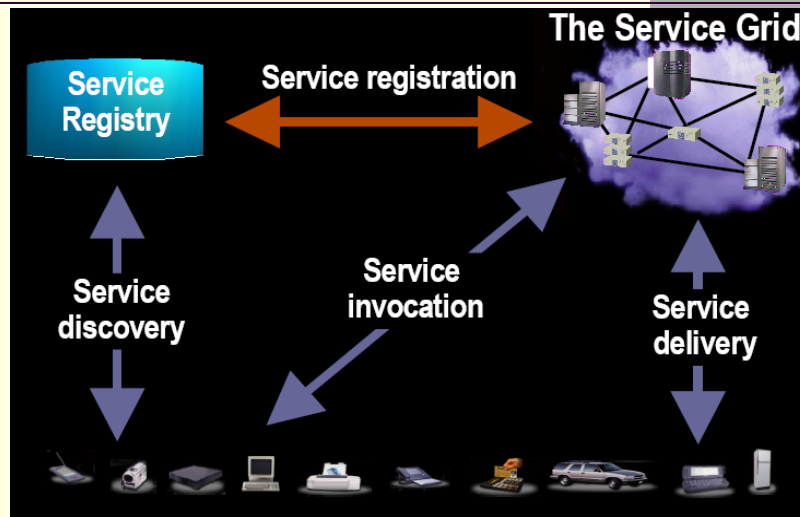 The Service Grid
Service
Registry
Service registration
Service
discovery
Service
invocation
Service
delivery